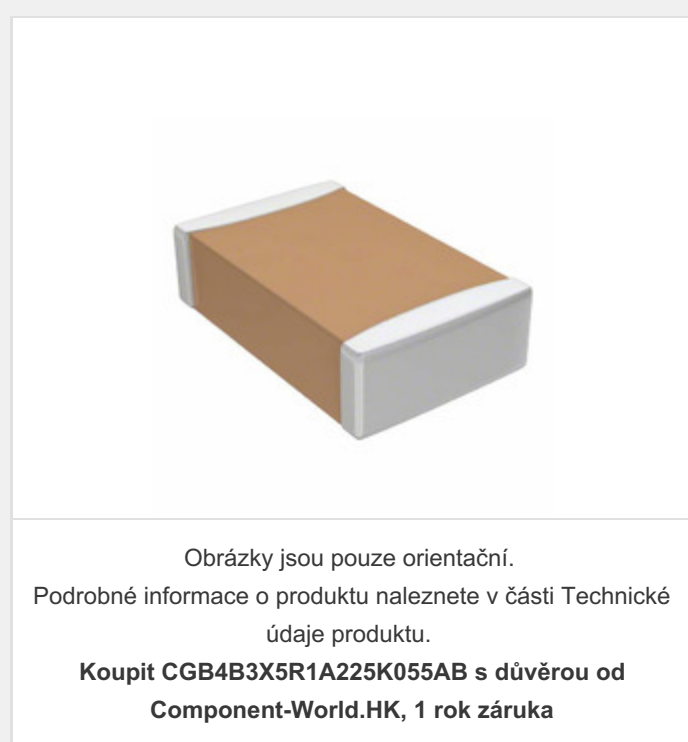 Obrázky jsou pouze orientační.
Podrobné informace o produktu naleznete v části Technické
údaje produktu.
Koupit CGB4B3X5R1A225K055AB s důvěrou od
Component-World.HK, 1 rok záruka